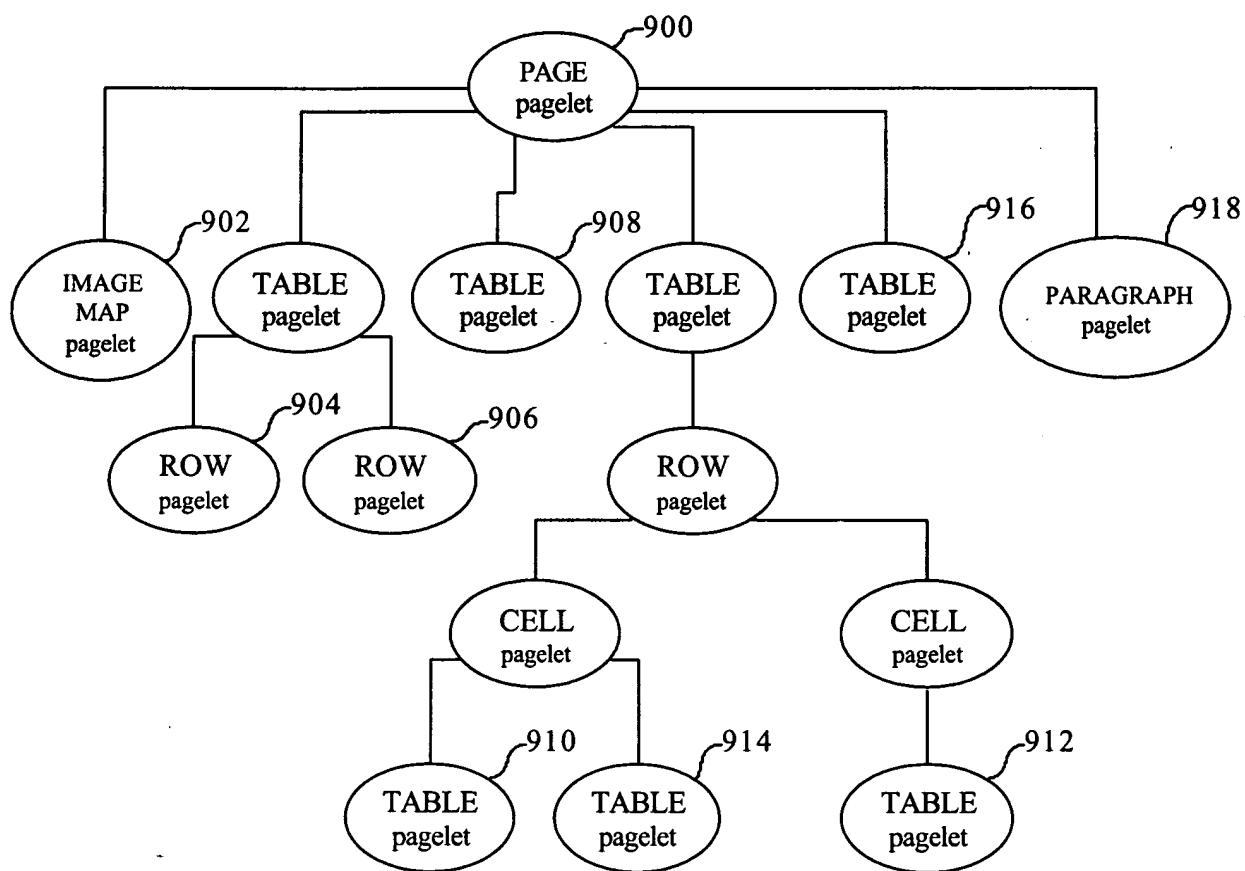 900
PAGE
pagelet
902
908
916
918
IMAGE
MAP
pagelet
TABLE
pagelet
TABLE
pagelet
TABLE
pagelet
TABLE
pagelet
PARAGRAPH
pagelet
904
906
ROW
pagelet
ROW
pagelet
ROW
pagelet
CELL
pagelet
CELL
pagelet
910
914
912
TABLE
pagelet
TABLE
pagelet
TABLE
pagelet